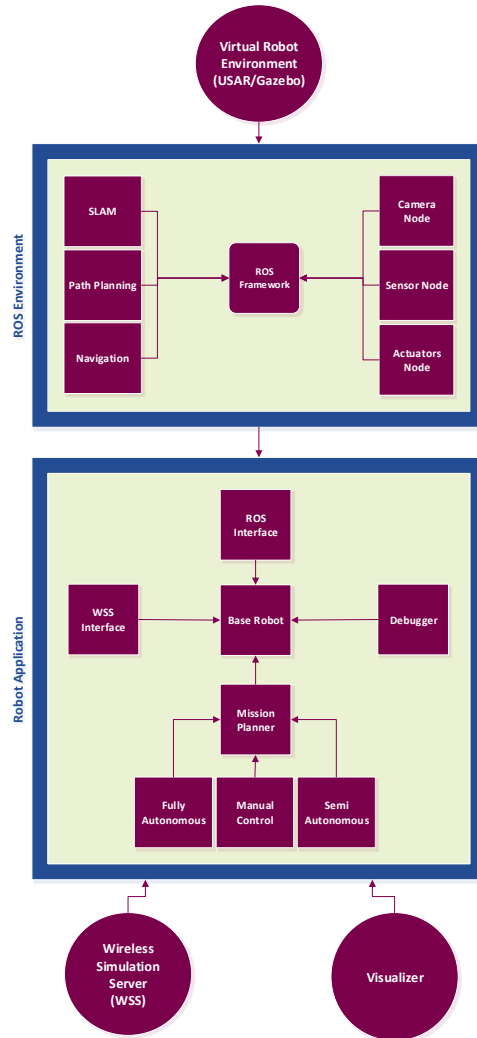 Virtual Robot
Environment
(USAR/Gazebo)
ROS Environment
SLAM
Path Planning
Navigation
ROS
Framework
Camera
Node
Sensor Node
Actuators
Node
Robot Application
ROS
Interface
WSS
Interface
Base Robot
Debugger
Mission
Planner
Fully
Autonomous
Manual
Control
Semi
Autonomous
Wireless
Simulation
Server
(WSS)
Visualizer